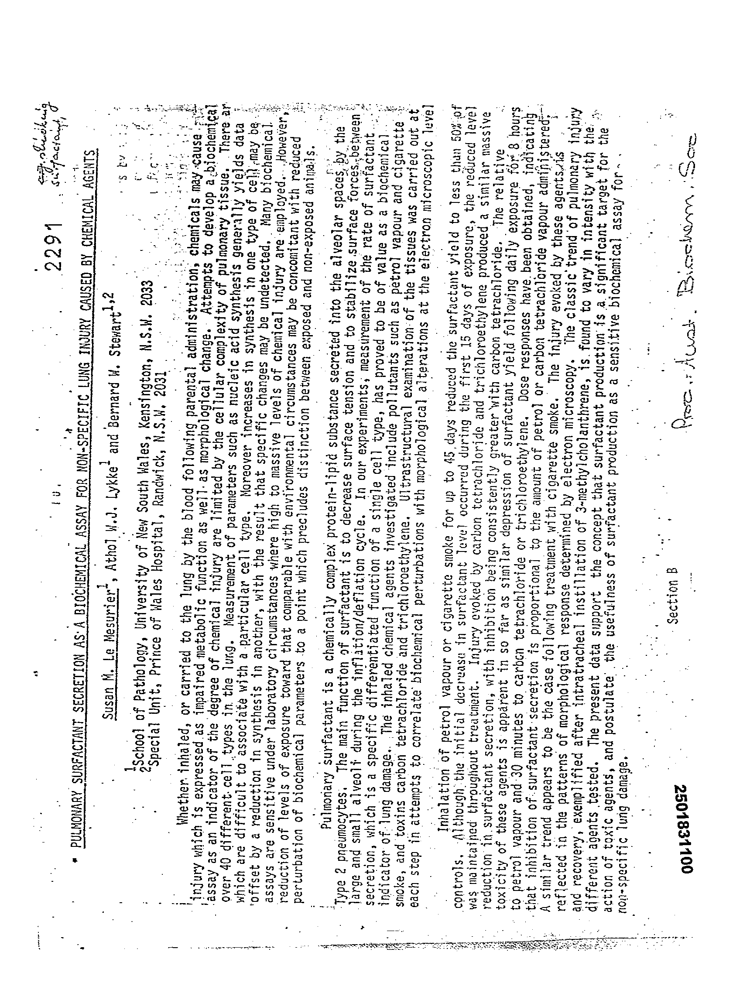 2291
PULMONARY SURFACTANT SECRETION AS A BIOCHEMICAL ASSAY FOR NON-SPECIFIC LUNG INJURY CAUSED BY CHEMICAL AGENTS
Susan M. Le Mesurier1, Athol W.J. Lykke1 and Bernard W. Stewart1,2
1School of Pathology, University of New South Wales, Kensington, N.S.W. 2033
2Special Unit, Prince of Wales Hospital, Randwick, N.S.W. 2031
Whether inhaled, or carried to the lung by the blood following parental administration, chemicals may cause
injury which is expressed as impaired metabolic function as well as morphological change. Attempts to develop a biochemical
assay as an indicator of the degree of chemical injury are limited by the cellular complexity of pulmonary tissue. There are
over 40 different cell types in the lung. Measurement of parameters such as nucleic acid synthesis generally yields data
which are difficult to associate with a particular cell type. Moreover increases in synthesis in one type of cell may be
offset by a reduction in synthesis in another, with the result that specific changes may be undetected. Many biochemical
assays are sensitive under laboratory circumstances where high to massive levels of chemical injury are employed. However,
reduction of levels of exposure toward that comparable with environmental circumstances may be concomitant with reduced
perturbation of biochemical parameters to a point which precludes distinction between exposed and non-exposed animals.
Pulmonary surfactant is a chemically complex protein-lipid substance secreted into the alveolar spaces by the
Type 2 pneumocytes. The main function of surfactant is to decrease surface tension and to stabilize surface forces between
large and small alveoli during the inflation/deflation cycle. In our experiments, measurement of the rate of surfactant
secretion, which is a specific differentiated function of a single cell type, has proved to be of value as a biochemical
indicator of lung damage. The inhaled chemical agents investigated include pollutants such as petrol vapour and cigarette
smoke, and toxins carbon tetrachloride and trichloroethylene. Ultrastructural examination of the tissues was carried out at
each step in attempts to correlate biochemical perturbations with morphological alterations at the electron microscopic level
Inhalation of petrol vapour or cigarette smoke for up to 45 days reduced the surfactant yield to less than 50% of
controls. Although the initial decrease in surfactant level occurred during the first 15 days of exposure, the reduced level
was maintained throughout treatment. Injury evoked by carbon tetrachloride and trichloroethylene produced a similar massive
reduction in surfactant secretion, with inhibition being consistently greater with carbon tetrachloride. The relative
toxicity of these agents is apparent in so far as similar depression of surfactant yield following daily exposure for 8 hours
to petrol vapour and 30 minutes to carbon tetrachloride or trichloroethylene. Dose responses have been obtained, indicating
that inhibition of surfactant secretion is proportional to the amount of petrol or carbon tetrachloride vapour administered.
A similar trend appears to be the case following treatment with cigarette smoke. The injury evoked by these agents is
reflected in the patterns of morphological response determined by electron microscopy. The classic trend of pulmonary injury
and recovery, exemplified after intratracheal instillation of 3-methylcholanthrene, is found to vary in intensity with the
different agents tested. The present data support the concept that surfactant production is a significant target for the
action of toxic agents, and postulate the usefulness of surfactant production as a sensitive biochemical assay for
non-specific lung damage.
Section B
Proc. Aust. Biochem. Soc
2501831100